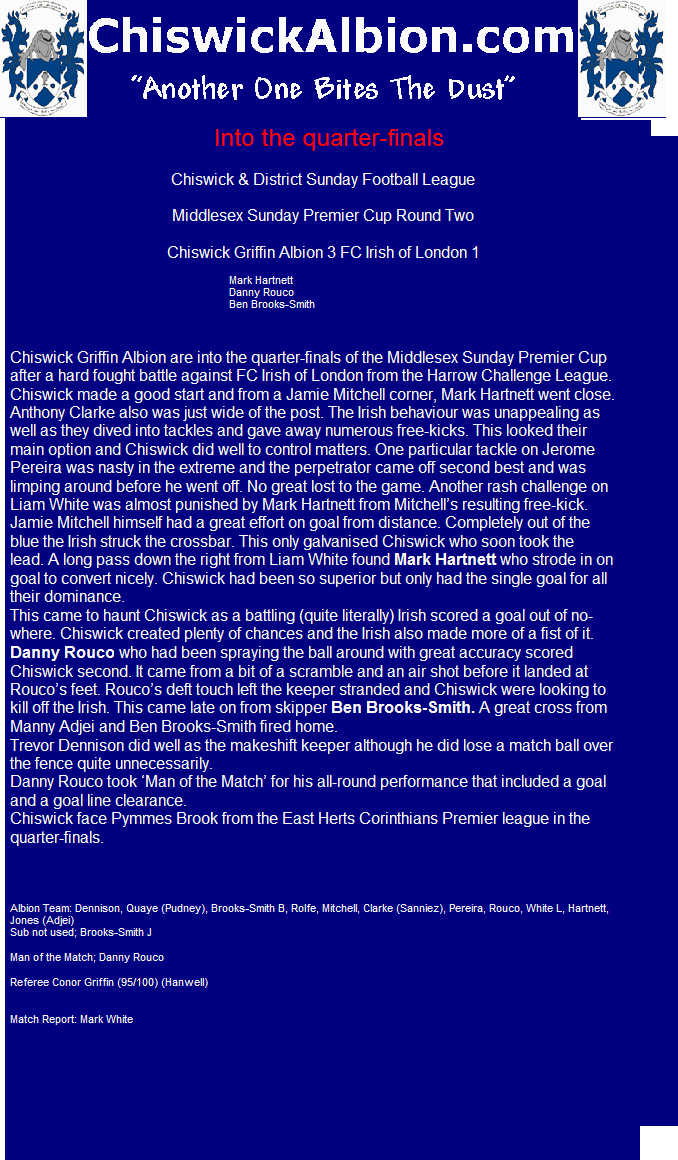 ChiswickAlbion.com
"Another One Bites The Dust"
Into the quarter-finals
Chiswick & District Sunday Football League
Middlesex Sunday Premier Cup Round Two
Chiswick Griffin Albion 3 FC Irish of London 1
Mark Hartnett
Danny Rouco
Ben Brooks-Smith
Chiswick Griffin Albion are into the quarter-finals of the Middlesex Sunday Premier Cup
after a hard fought battle against FC Irish of London from the Harrow Challenge League.
Chiswick made a good start and from a Jamie Mitchell corner, Mark Hartnett went close.
Anthony Clarke also was just wide of the post. The Irish behaviour was unappealing as
well as they dived into tackles and gave away numerous free-kicks. This looked their
main option and Chiswick did well to control matters. One particular tackle on Jerome
Pereira was nasty in the extreme and the perpetrator came off second best and was
limping around before he went off. No great lost to the game. Another rash challenge on
Liam White was almost punished by Mark Hartnett from Mitchell's resulting free-kick.
Jamie Mitchell himself had a great effort on goal from distance. Completely out of the
blue the Irish struck the crossbar. This only galvanised Chiswick who soon took the
lead. A long pass down the right from Liam White found Mark Hartnett who strode in on
goal to convert nicely. Chiswick had been so superior but only had the single goal for all
their dominance.
This came to haunt Chiswick as a battling (quite literally) Irish scored a goal out of no-
where. Chiswick created plenty of chances and the Irish also made more of a fist of it.
Danny Rouco who had been spraying the ball around with great accuracy scored
Chiswick second. It came from a bit of a scramble and an air shot before it landed at
Rouco's feet. Rouco's deft touch left the keeper stranded and Chiswick were looking to
kill off the Irish. This came late on from skipper Ben Brooks-Smith. A great cross from
Manny Adjei and Ben Brooks-Smith fired home.
Trevor Dennison did well as the makeshift keeper although he did lose a match ball over
the fence quite unnecessarily.
Danny Rouco took 'Man of the Match' for his all-round performance that included a goal
and a goal line clearance.
Chiswick face Pymmes Brook from the East Herts Corinthians Premier league in the
quarter-finals.
Albion Team: Dennison, Quaye (Pudney), Brooks-Smith B, Rolfe, Mitchell, Clarke (Sanniez), Pereira, Rouco, White L, Hartnett,
Jones (Adjei)
Sub not used; Brooks-Smith J
Man of the Match; Danny Rouco
Referee Conor Griffin (95/100) (Hanwell)
Match Report: Mark White